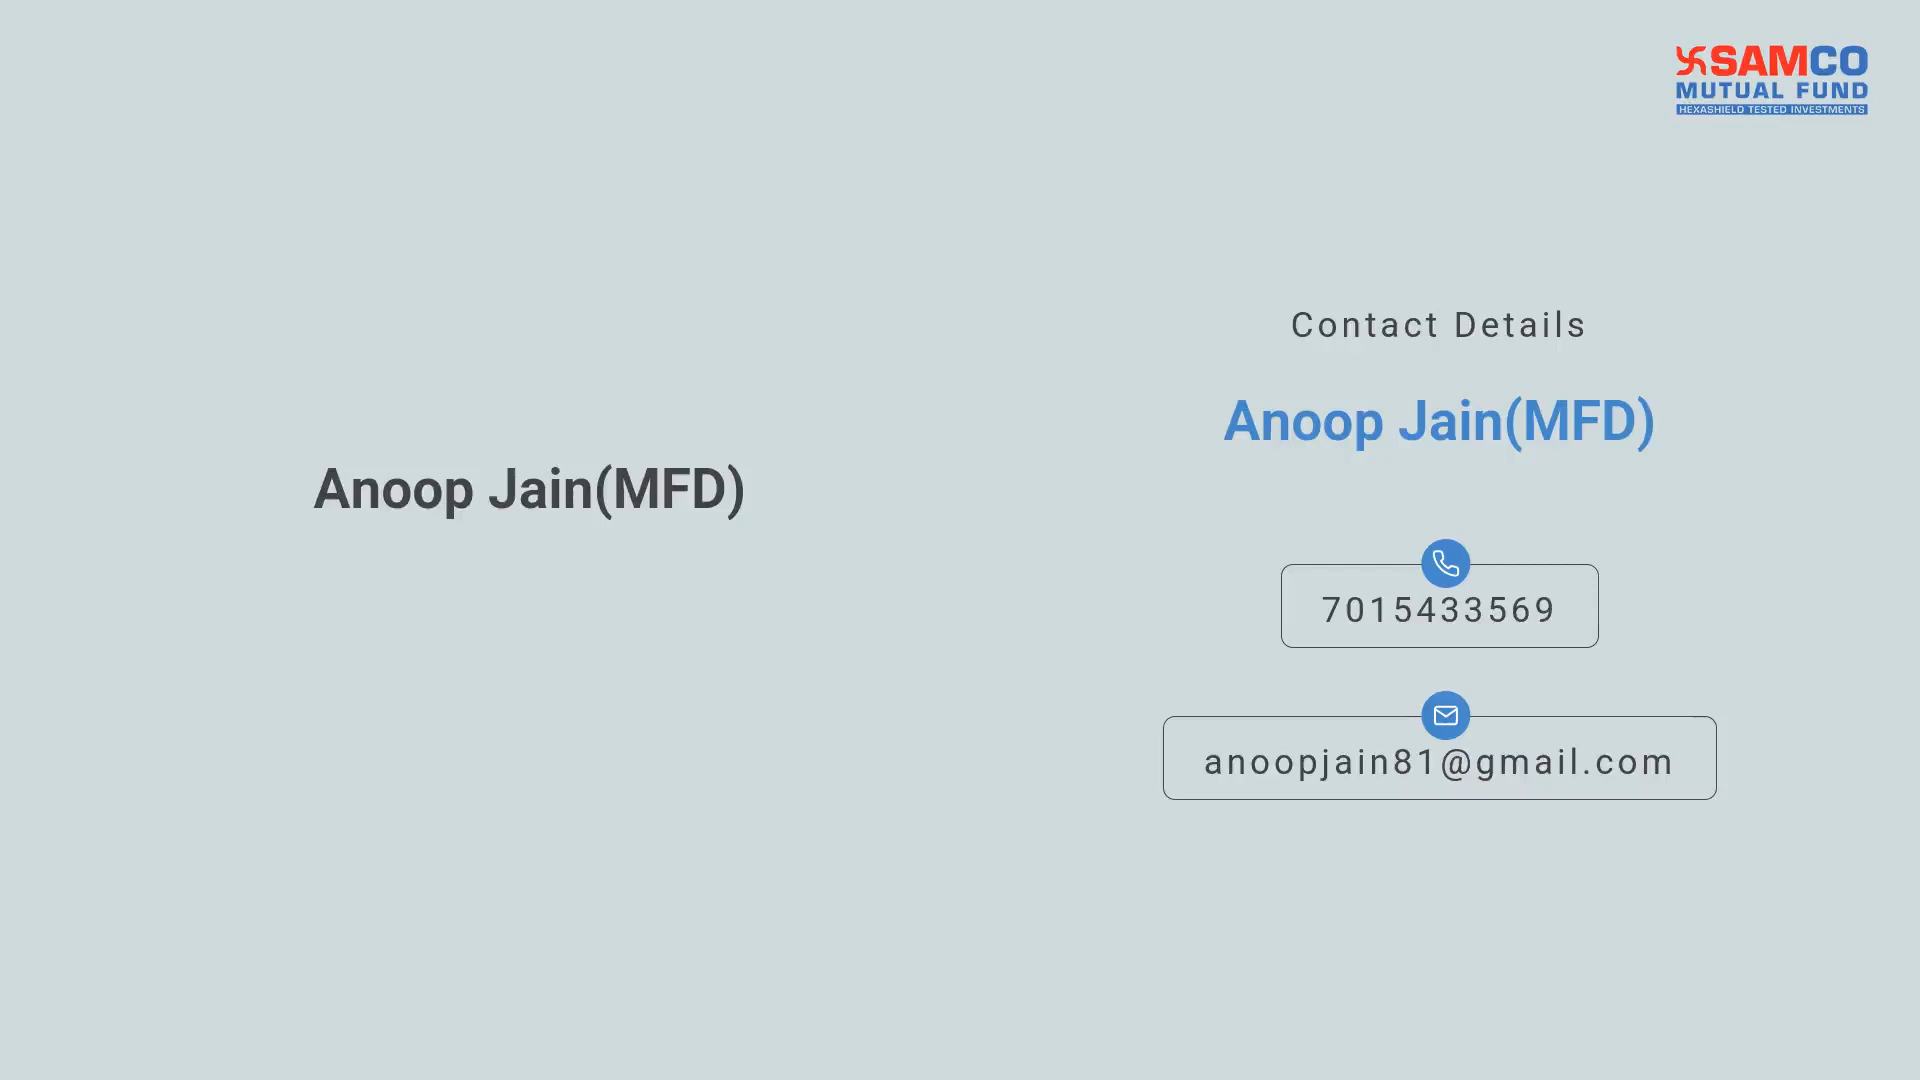 SAMCO
MUTUAL FUND
HEXASHIELD TESTED INVESTMENTS
Anoop Jain(MFD)
Contact Details
Anoop Jain(MFD)
7015433569
anoopjain81@gmail.com